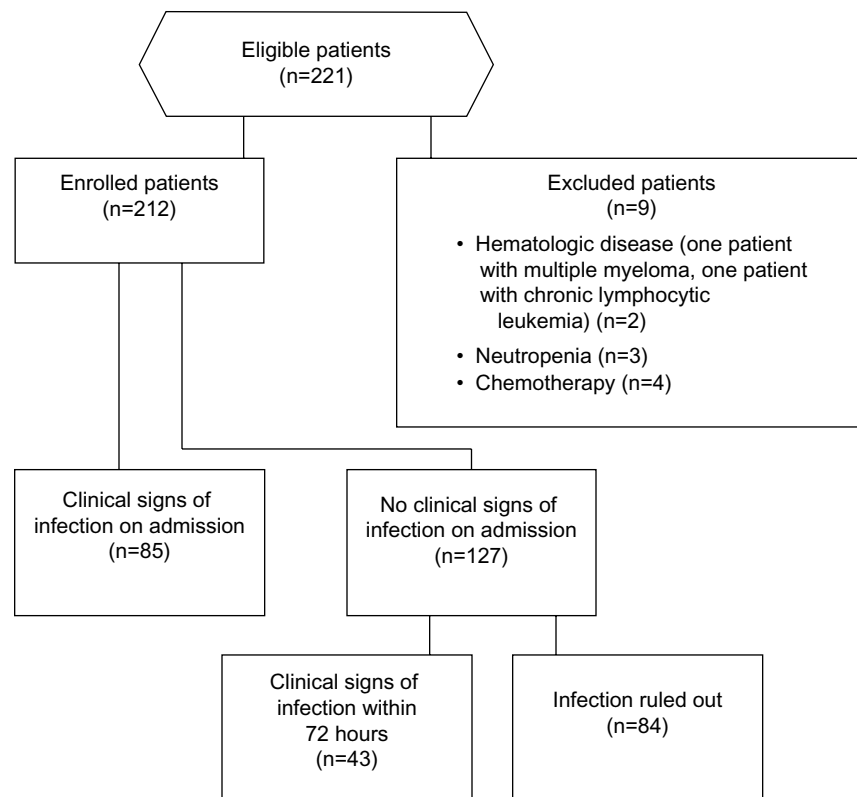 Eligible patients
(n=221)
Enrolled patients
(n=212)
Excluded patients
(n=9)
• Hematologic disease (one patient
with multiple myeloma, one patient
with chronic lymphocytic
leukemia) (n=2)
• Neutropenia (n=3)
• Chemotherapy (n=4)
Clinical signs of
infection on admission
(n=85)
No clinical signs of
infection on admission
(n=127)
Clinical signs of
infection within
72 hours
(n=43)
Infection ruled out
(n=84)